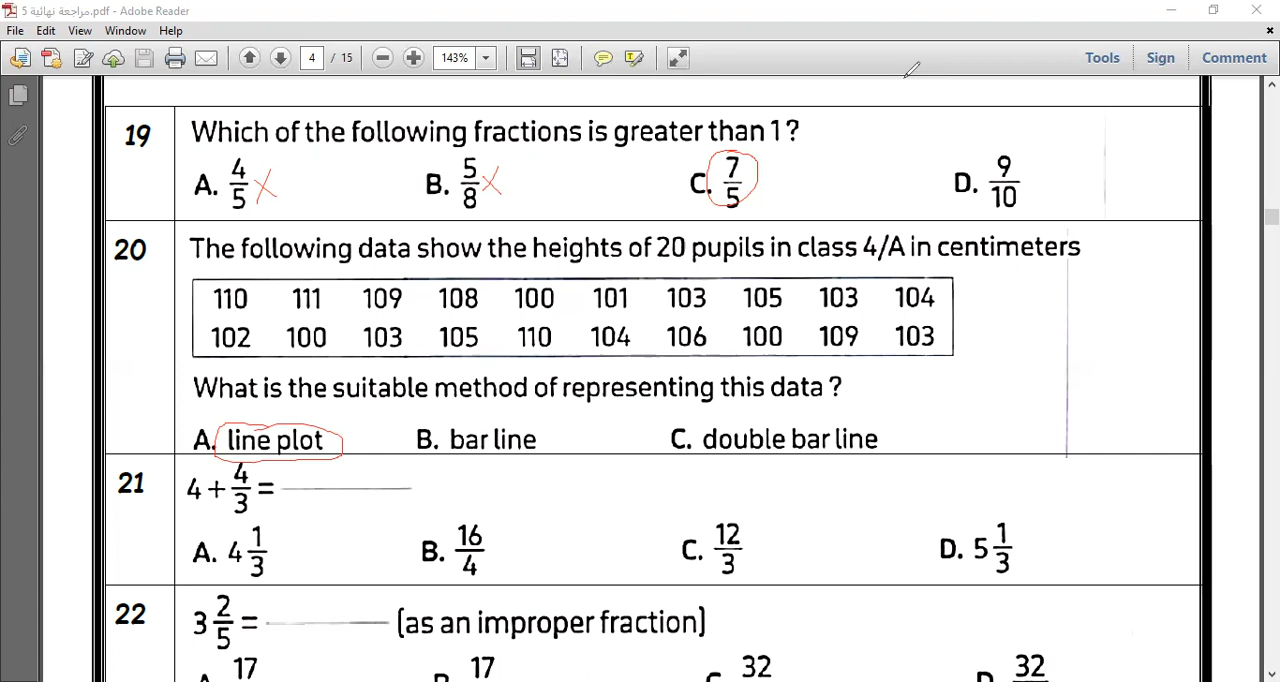 مراجعة نهائية 5.pdf - Adobe Reader
File Edit View Window Help
4 / 15 143% Tools Sign Comment
19 Which of the following fractions is greater than 1?
A. 4/5 B. 5/8 C. 7/5 D. 9/10
20 The following data show the heights of 20 pupils in class 4/A in centimeters
110 111 109 108 100 101 103 105 103 104
102 100 103 105 110 104 106 100 109 103
What is the suitable method of representing this data ?
A. line plot B. bar line C. double bar line
21 4 + 4/3 =
A. 4 1/3 B. 16/4 C. 12/3 D. 5 1/3
22 3 2/5 = (as an improper fraction)
17 17 32 32